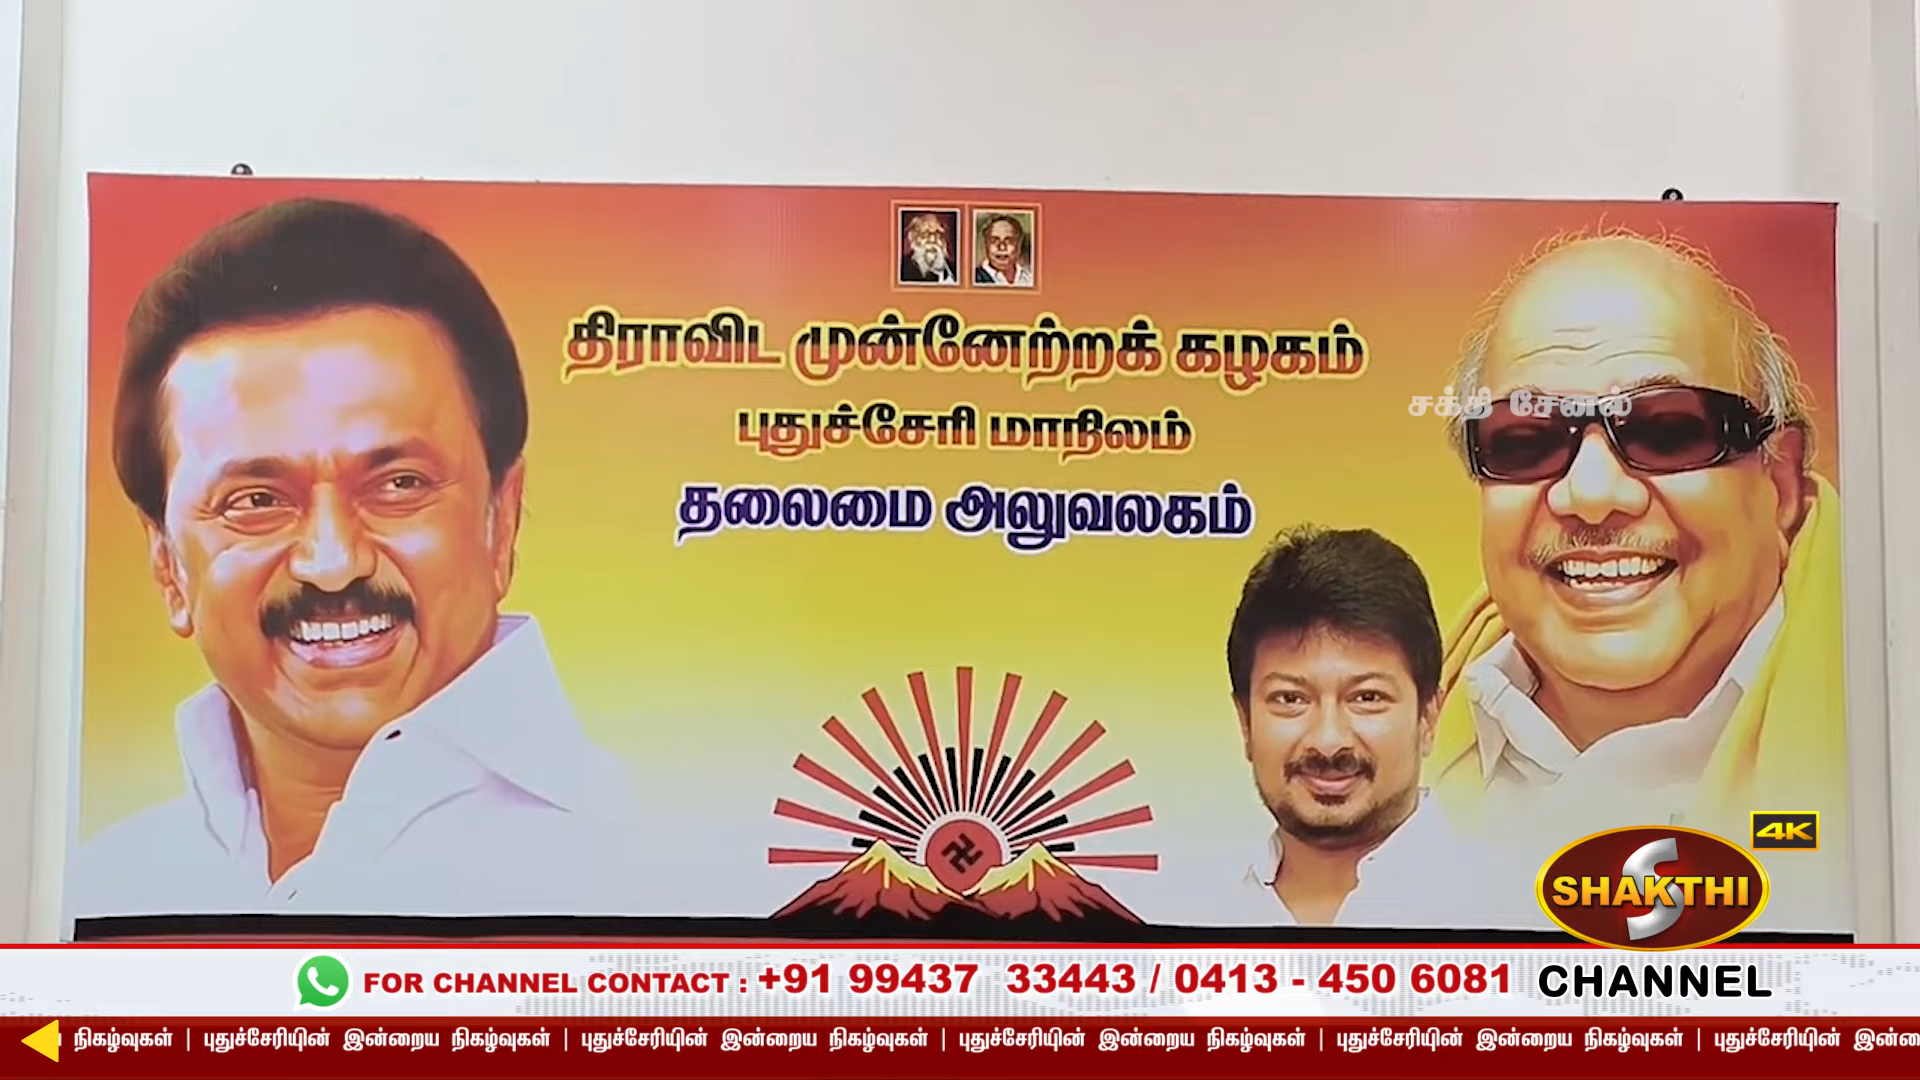 திராவிட முன்னேற்றக் கழகம்
புதுச்சேரி மாநிலம்
தலைமை அலுவலகம்
சக்தி சேனல்
4K
S
SHAKTHI
CHANNEL
FOR CHANNEL CONTACT : +91 99437 33443 / 0413 - 450 6081
நிகழ்வுகள் | புதுச்சேரியின் இன்றைய நிகழ்வுகள் | புதுச்சேரியின் இன்றைய நிகழ்வுகள் | புதுச்சேரியின் இன்றைய நிகழ்வுகள் | புதுச்சேரியின் இன்றைய நிகழ்வுகள் | புதுச்சேரியின்